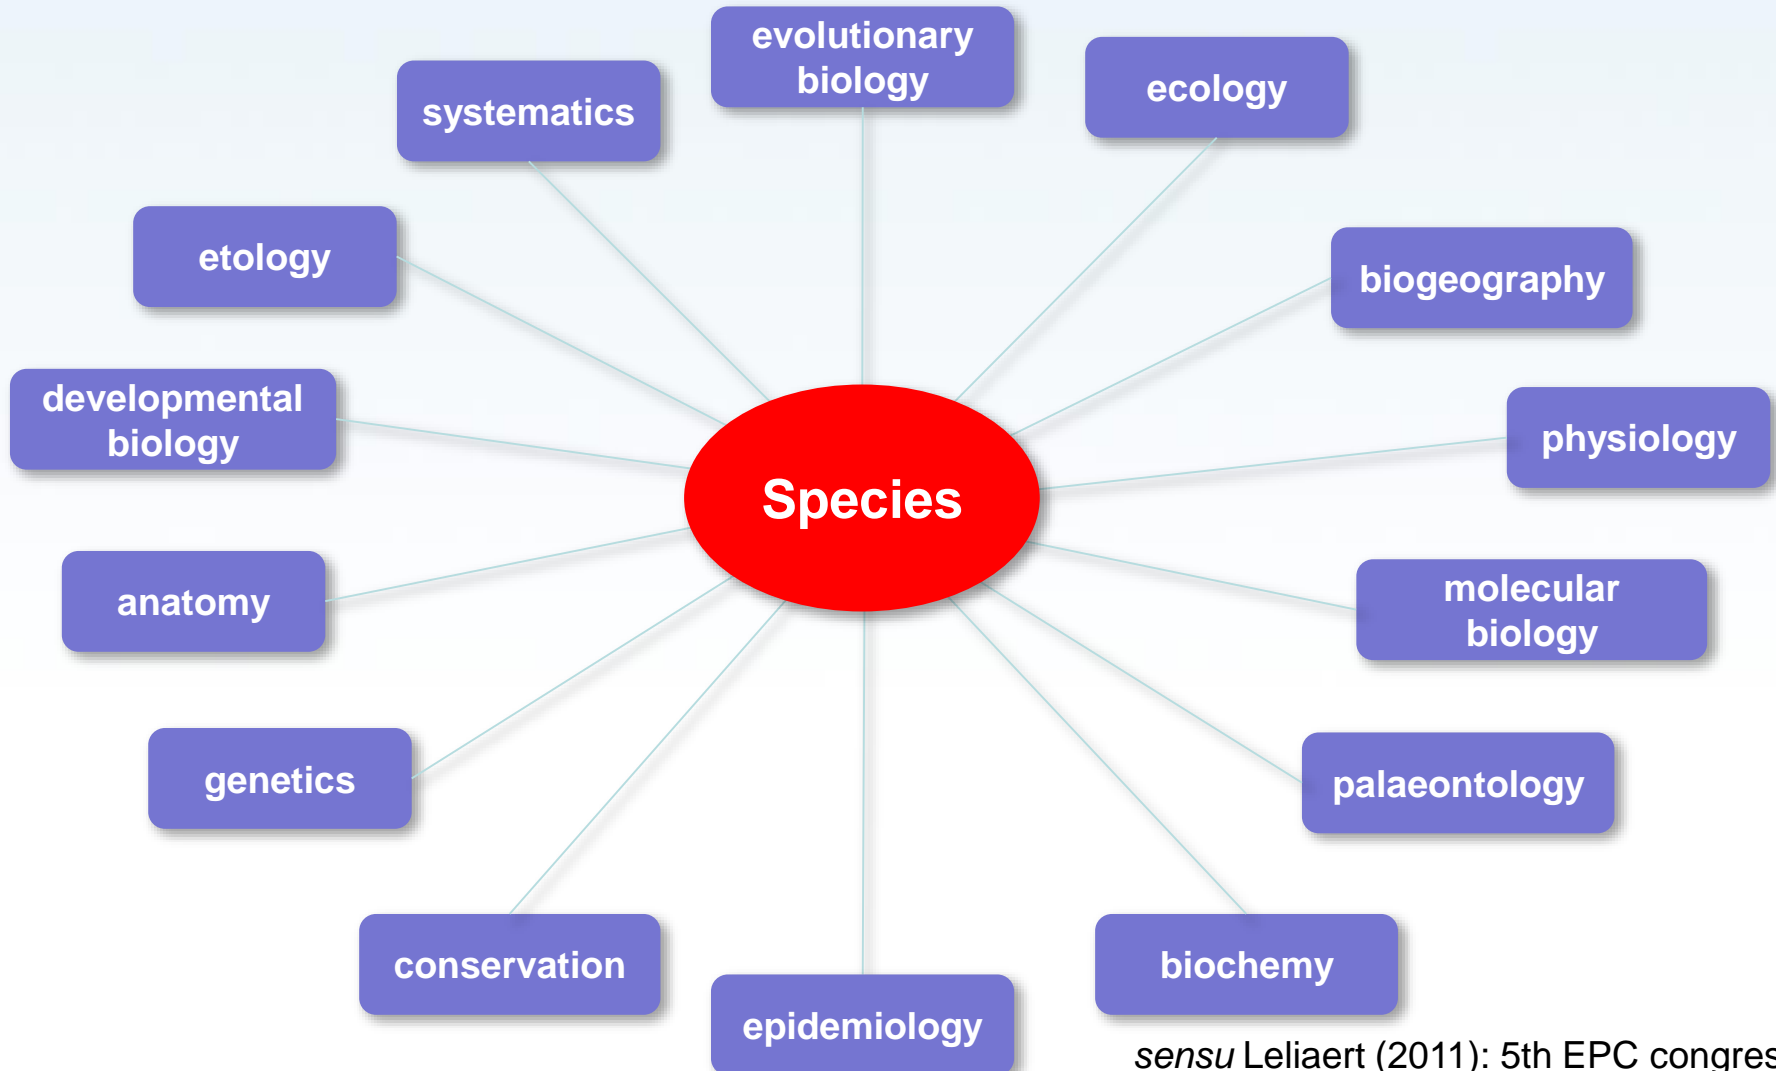 evolutionary
biology
ecology
systematics
etology
biogeography
developmental
biology
physiology
Species
anatomy
molecular
biology
genetics
palaeontology
conservation
biochemy
epidemiology
sensu Leliaert (2011): 5th EPC congres